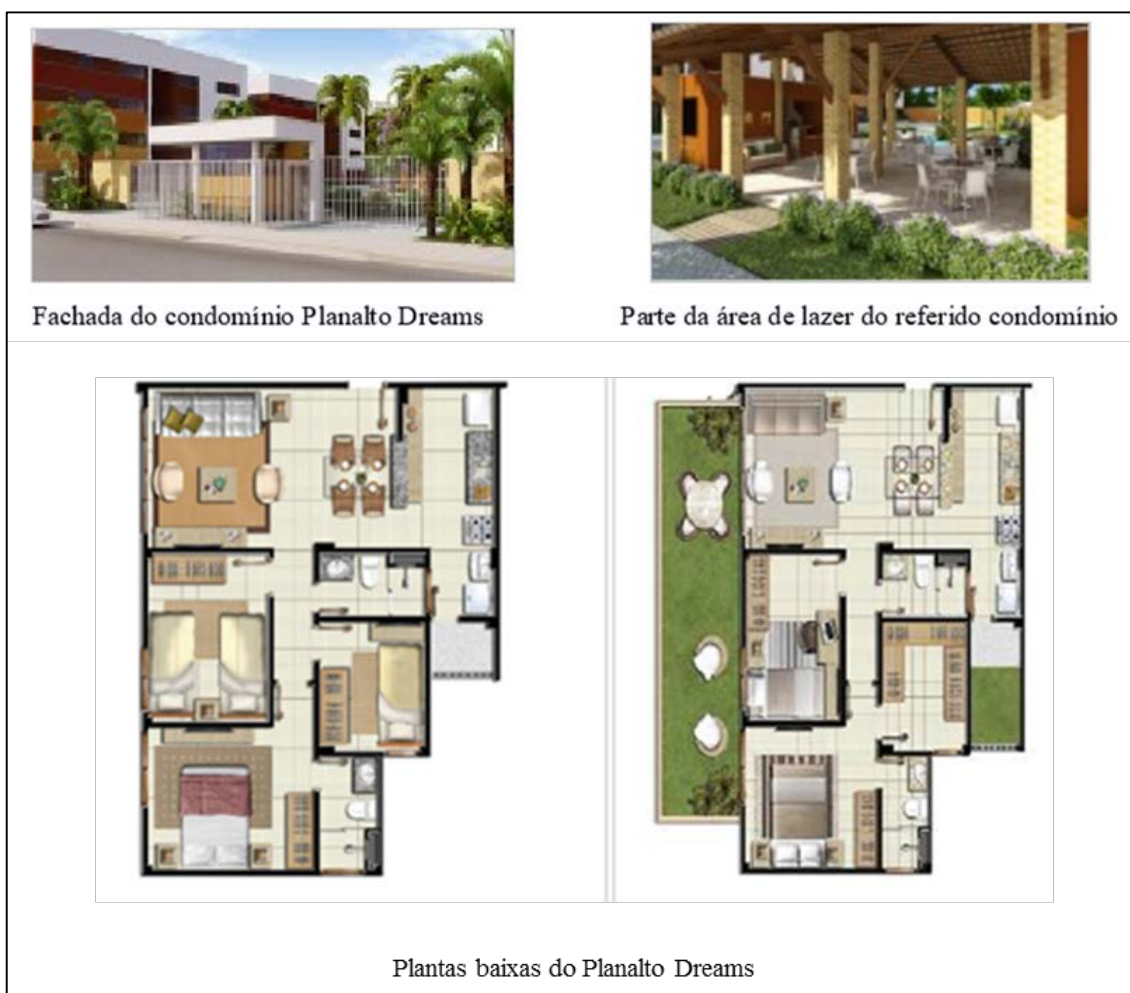 Fachada do condomínio Planalto Dreams
Parte da área de lazer do referido condomínio
Plantas baixas do Planalto Dreams